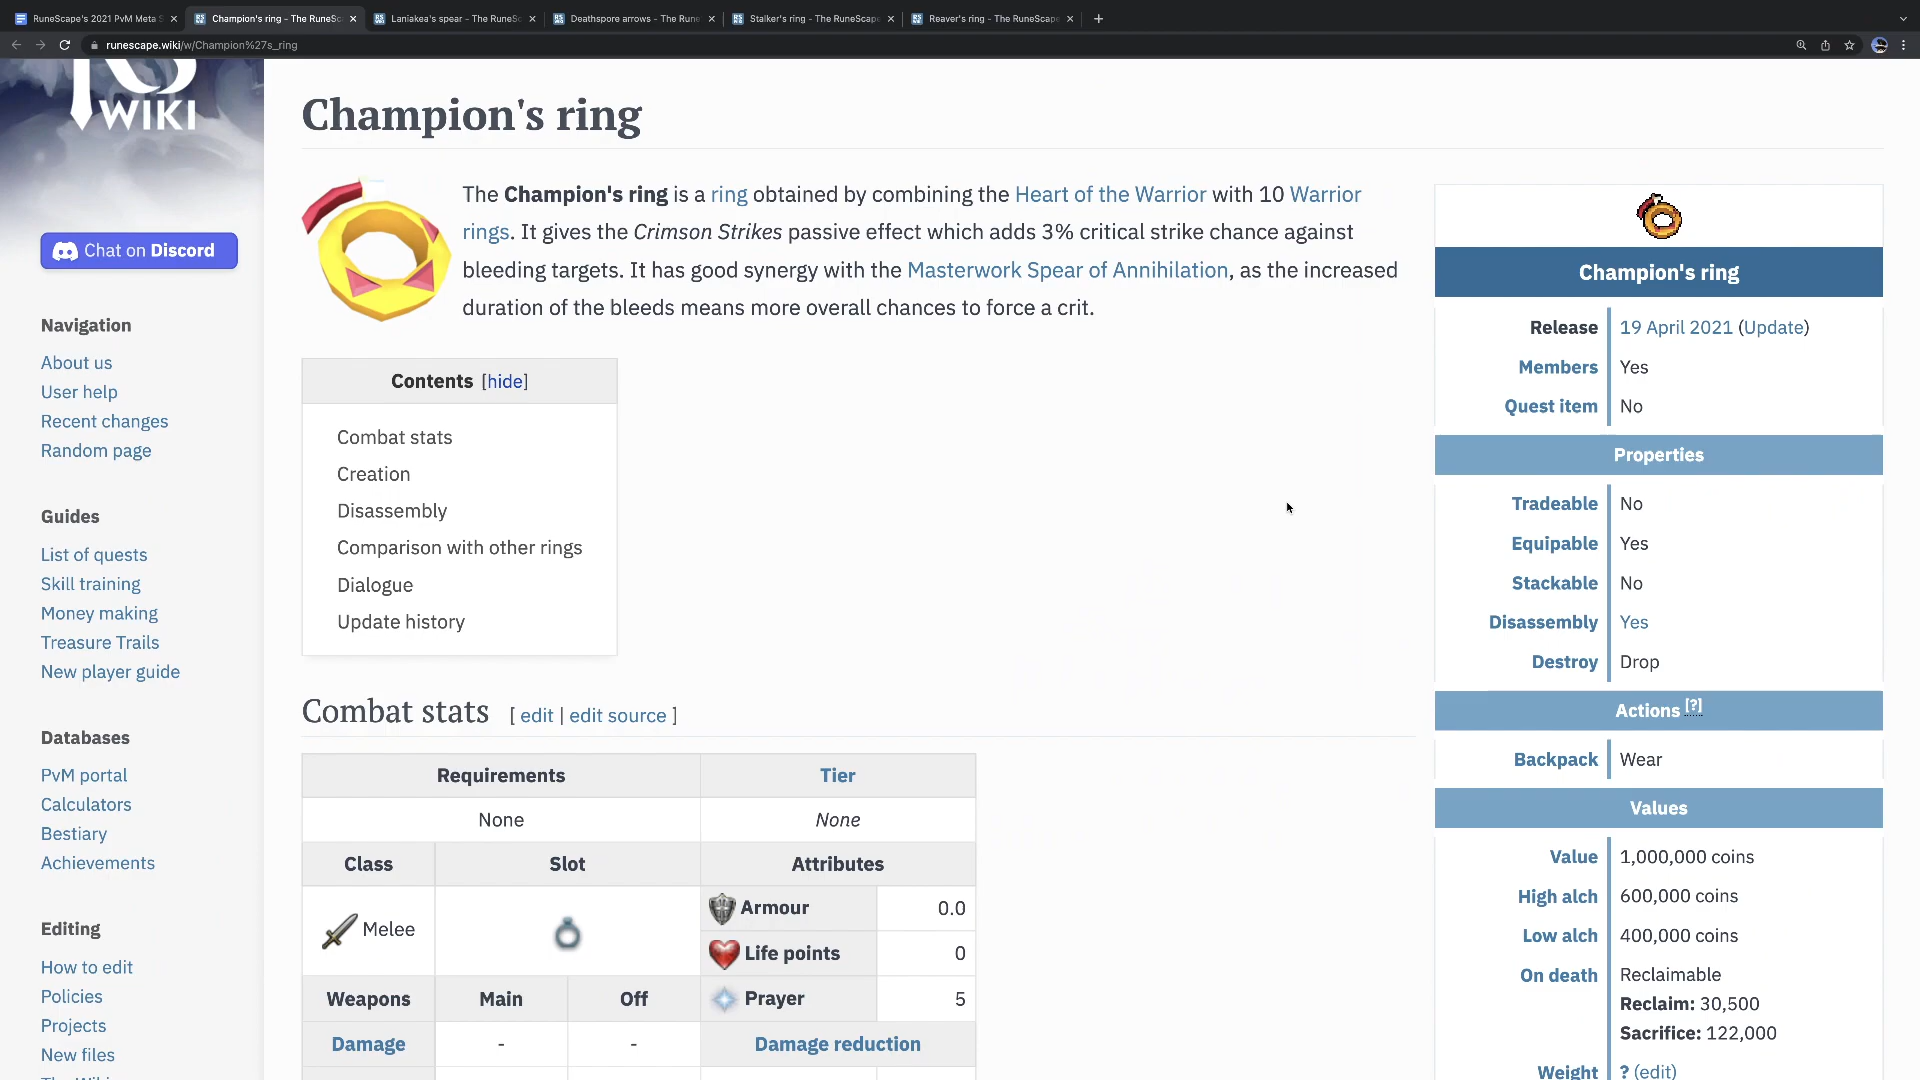 RuneScape's 2021 PvM Meta S
Champion's ring - The RuneSc
Laniakea's spear - The RuneSc
Deathspore arrows - The Rune
Stalker's ring - The RuneScape
Reaver's ring - The RuneScape
runescape.wiki/w/Champion%27s_ring
WIKI
Chat on Discord
Navigation
About us
User help
Recent changes
Random page
Guides
List of quests
Skill training
Money making
Treasure Trails
New player guide
Databases
PvM portal
Calculators
Bestiary
Achievements
Editing
How to edit
Policies
Projects
New files
Champion's ring
The Champion's ring is a ring obtained by combining the Heart of the Warrior with 10 Warrior
rings. It gives the Crimson Strikes passive effect which adds 3% critical strike chance against
bleeding targets. It has good synergy with the Masterwork Spear of Annihilation, as the increased
duration of the bleeds means more overall chances to force a crit.
Contents [hide]
Combat stats
Creation
Disassembly
Comparison with other rings
Dialogue
Update history
Combat stats [ edit | edit source ]
Requirements Tier
None None
Class Slot Attributes
Melee Armour 0.0
Life points 0
Weapons Main Off Prayer 5
Damage - - Damage reduction
Champion's ring
Release 19 April 2021 (Update)
Members Yes
Quest item No
Properties
Tradeable No
Equipable Yes
Stackable No
Disassembly Yes
Destroy Drop
Actions [?]
Backpack Wear
Values
Value 1,000,000 coins
High alch 600,000 coins
Low alch 400,000 coins
On death Reclaimable
Reclaim: 30,500
Sacrifice: 122,000
Weight ? (edit)